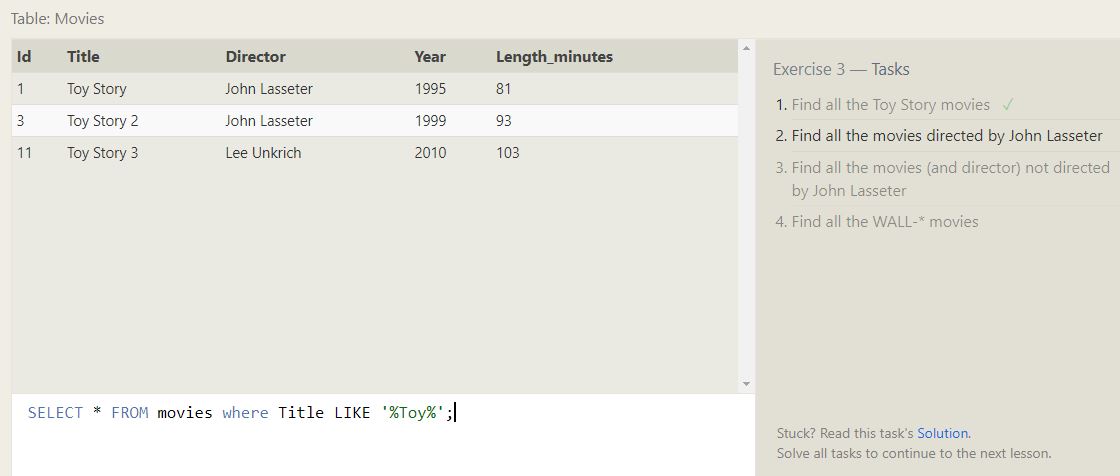 Table: Movies
Id Title Director Year Length_minutes
1 Toy Story John Lasseter 1995 81
3 Toy Story 2 John Lasseter 1999 93
11 Toy Story 3 Lee Unkrich 2010 103
SELECT * FROM movies where Title LIKE '%Toy%';
Exercise 3 — Tasks
1. Find all the Toy Story movies ✓
2. Find all the movies directed by John Lasseter
3. Find all the movies (and director) not directed
by John Lasseter
4. Find all the WALL-* movies
Stuck? Read this task's Solution.
Solve all tasks to continue to the next lesson.